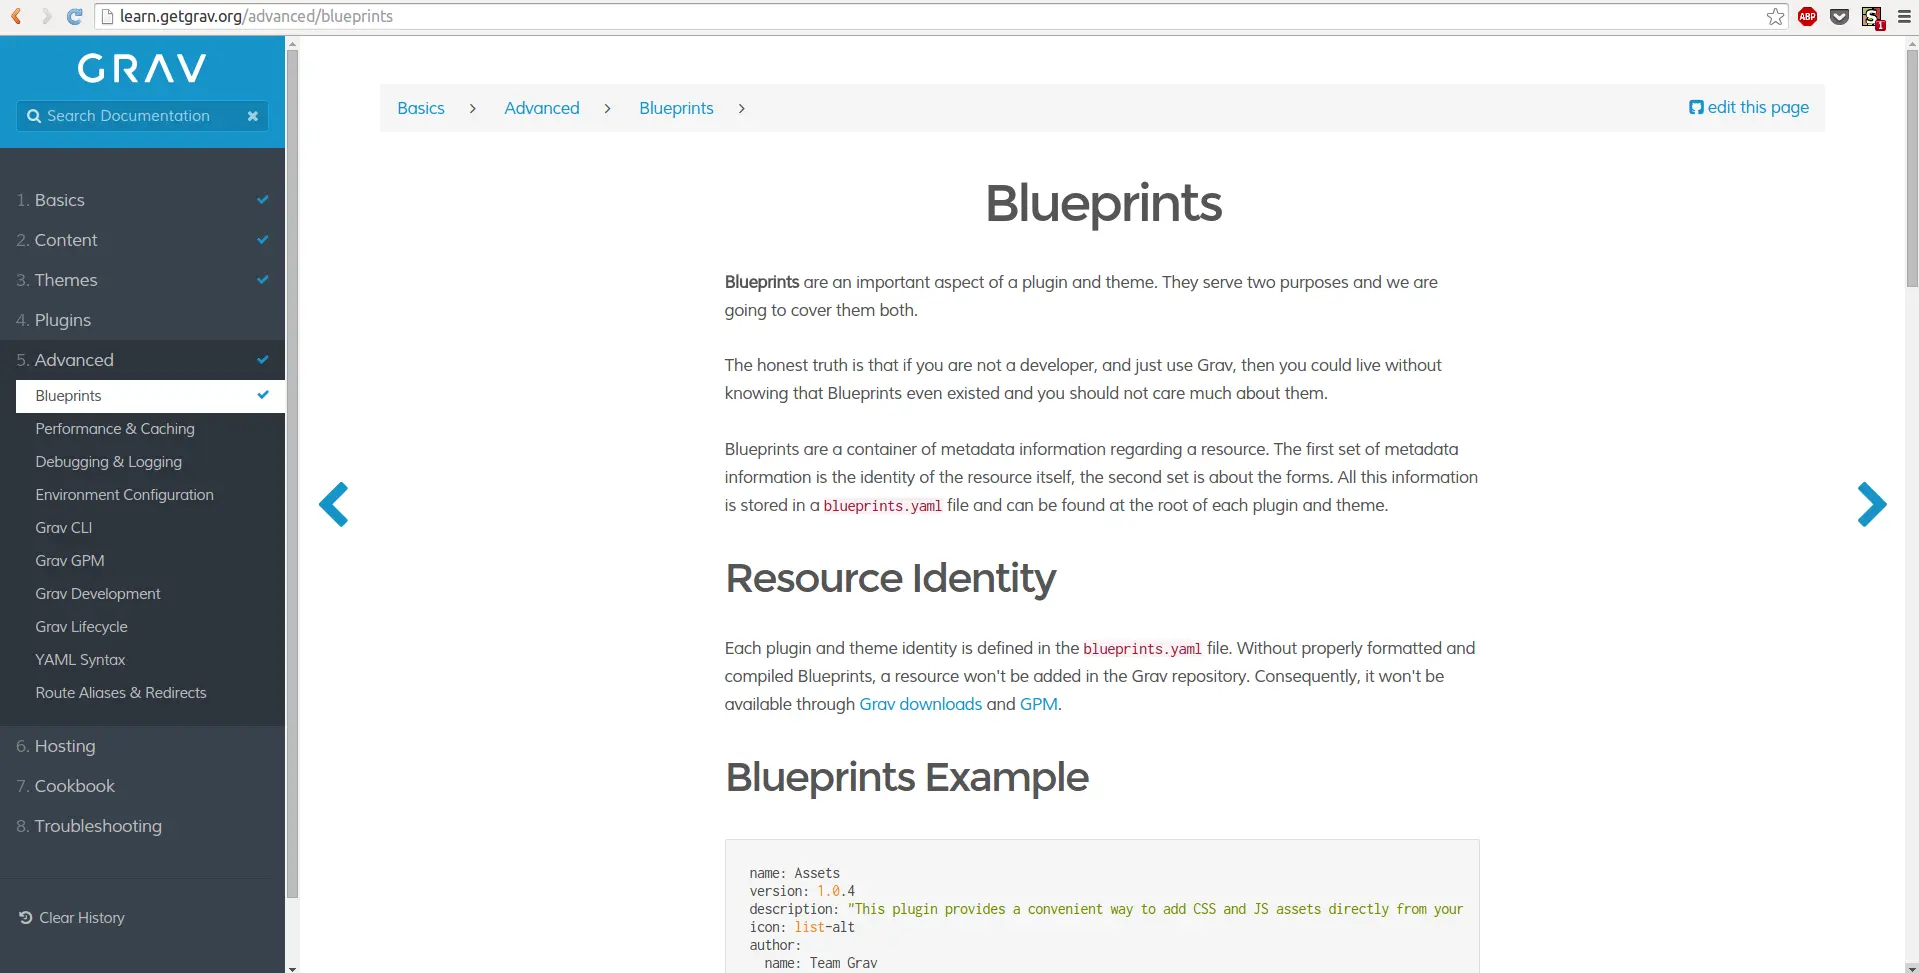 learn.getgrav.org/advanced/blueprints
ABP
S
1
GRAV
Search Documentation
1. Basics
2. Content
3. Themes
4. Plugins
5. Advanced
Blueprints
Performance & Caching
Debugging & Logging
Environment Configuration
Grav CLI
Grav GPM
Grav Development
Grav Lifecycle
YAML Syntax
Route Aliases & Redirects
6. Hosting
7. Cookbook
8. Troubleshooting
Clear History
Basics > Advanced > Blueprints >
edit this page
Blueprints
Blueprints are an important aspect of a plugin and theme. They serve two purposes and we are
going to cover them both.
The honest truth is that if you are not a developer, and just use Grav, then you could live without
knowing that Blueprints even existed and you should not care much about them.
Blueprints are a container of metadata information regarding a resource. The first set of metadata
information is the identity of the resource itself, the second set is about the forms. All this information
is stored in a blueprints.yaml file and can be found at the root of each plugin and theme.
Resource Identity
Each plugin and theme identity is defined in the blueprints.yaml file. Without properly formatted and
compiled Blueprints, a resource won't be added in the Grav repository. Consequently, it won't be
available through Grav downloads and GPM.
Blueprints Example
name: Assets
version: 1.0.4
description: "This plugin provides a convenient way to add CSS and JS assets directly from your
icon: list-alt
author:
name: Team Grav